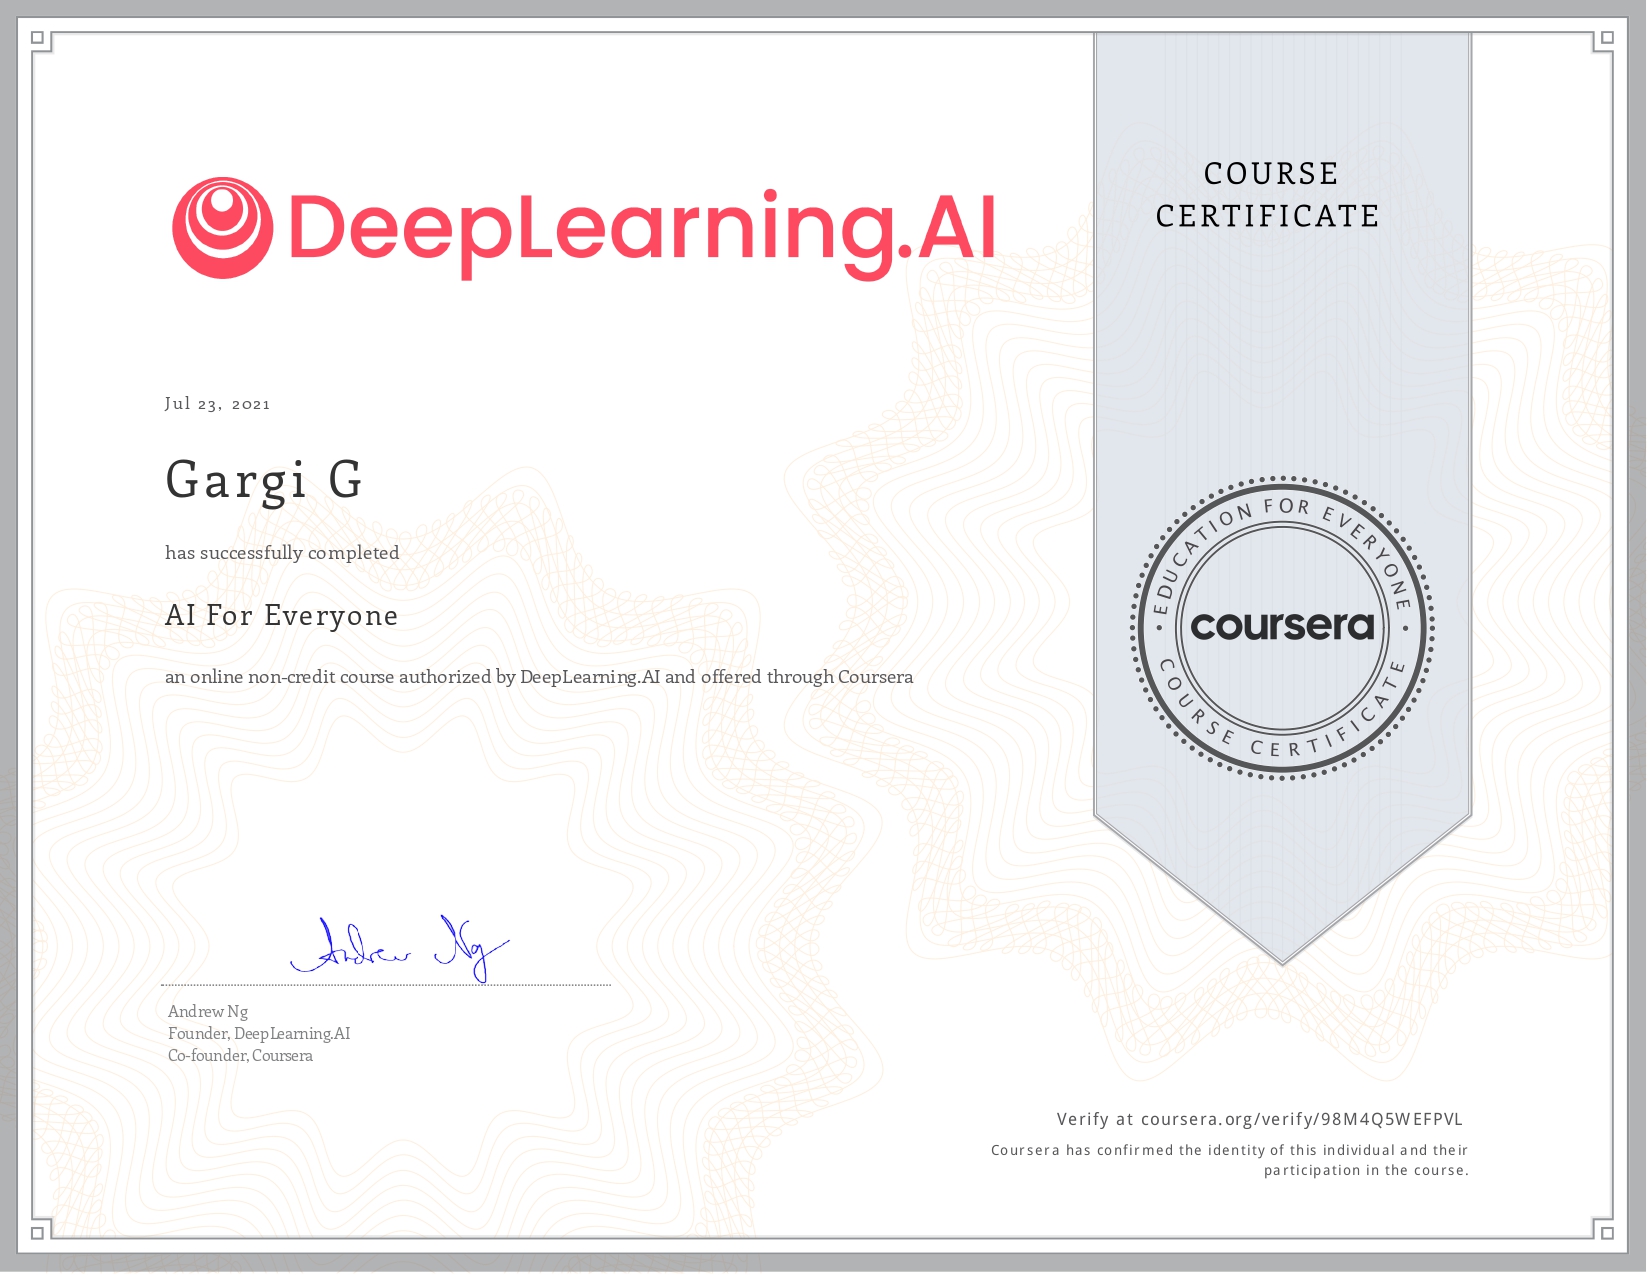 DeepLearning.AI
COURSE
CERTIFICATE
Jul 23, 2021
Gargi G
has successfully completed
AI For Everyone
an online non-credit course authorized by DeepLearning.AI and offered through Coursera
EDUCATION FOR EVERYONE
coursera
COURSE CERTIFICATE
Andrew Ng
Andrew Ng
Founder, DeepLearning.AI
Co-founder, Coursera
Verify at coursera.org/verify/98M4Q5WEFPVL
Coursera has confirmed the identity of this individual and their
participation in the course.